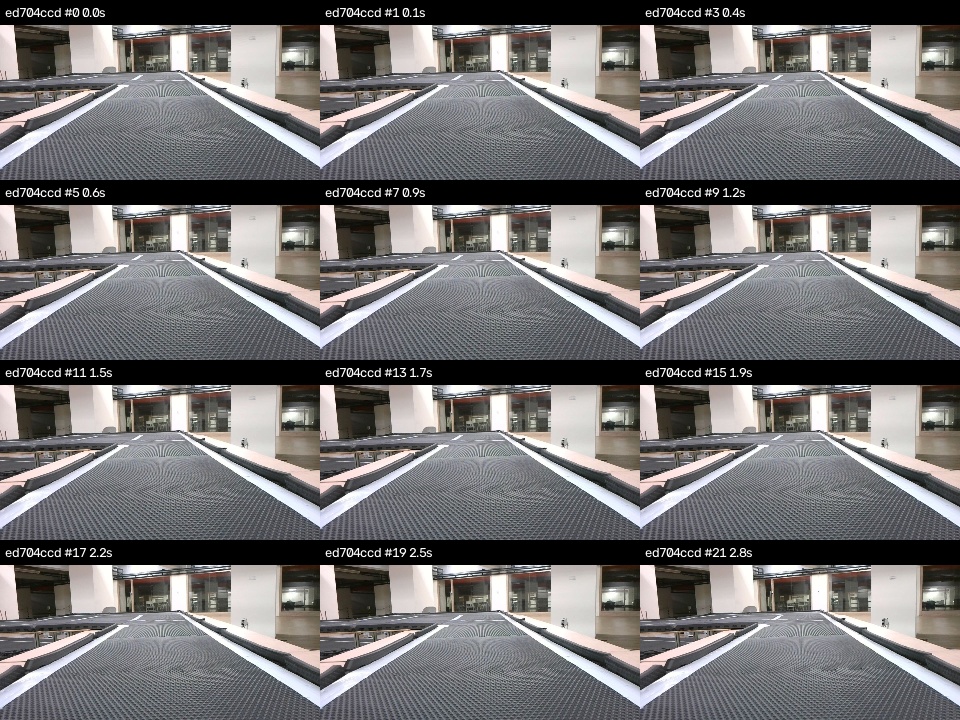 ed704ccd #0 0.0s
ed704ccd #1 0.1s
ed704ccd #3 0.4s
ed704ccd #5 0.6s
ed704ccd #7 0.9s
ed704ccd #9 1.2s
ed704ccd #11 1.5s
ed704ccd #13 1.7s
ed704ccd #15 1.9s
ed704ccd #17 2.2s
ed704ccd #19 2.5s
ed704ccd #21 2.8s